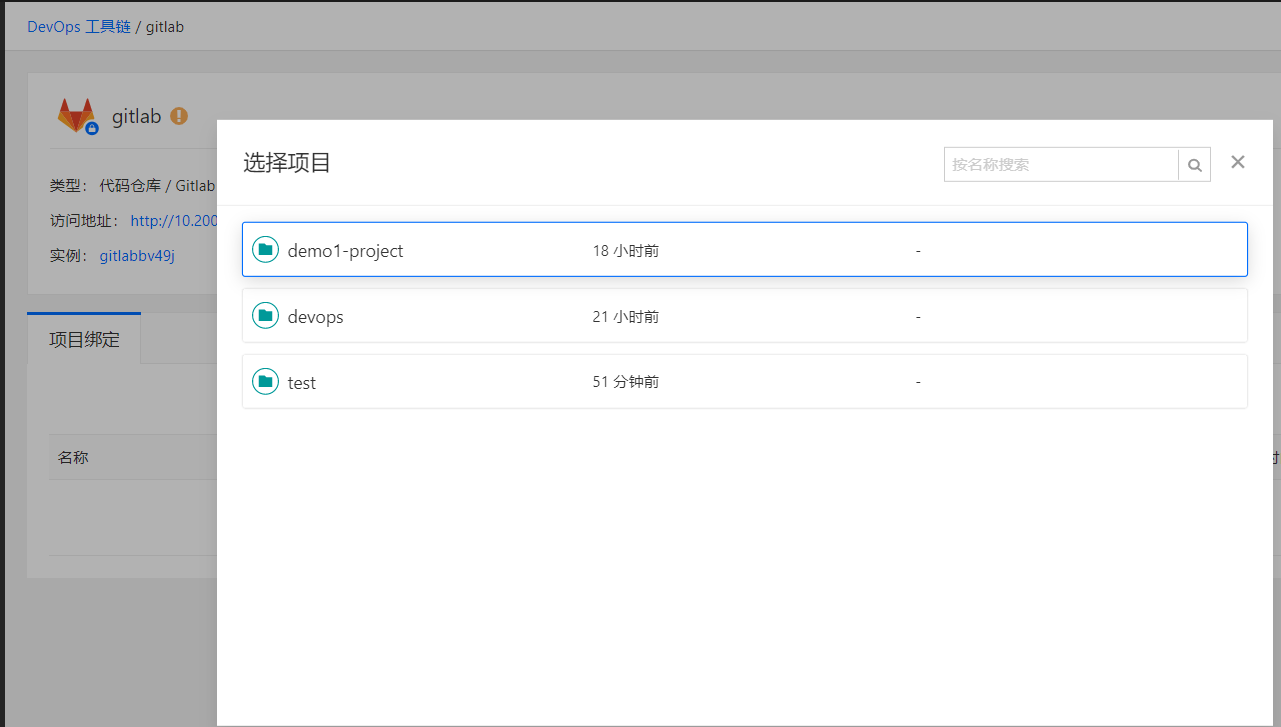 DevOps 工具链 / gitlab
gitlab
选择项目
按名称搜索
类型： 代码仓库 / Gitlab
访问地址： http://10.200
实例： gitlabbv49j
demo1-project 18 小时前 -
devops 21 小时前 -
test 51 分钟前 -
项目绑定
名称